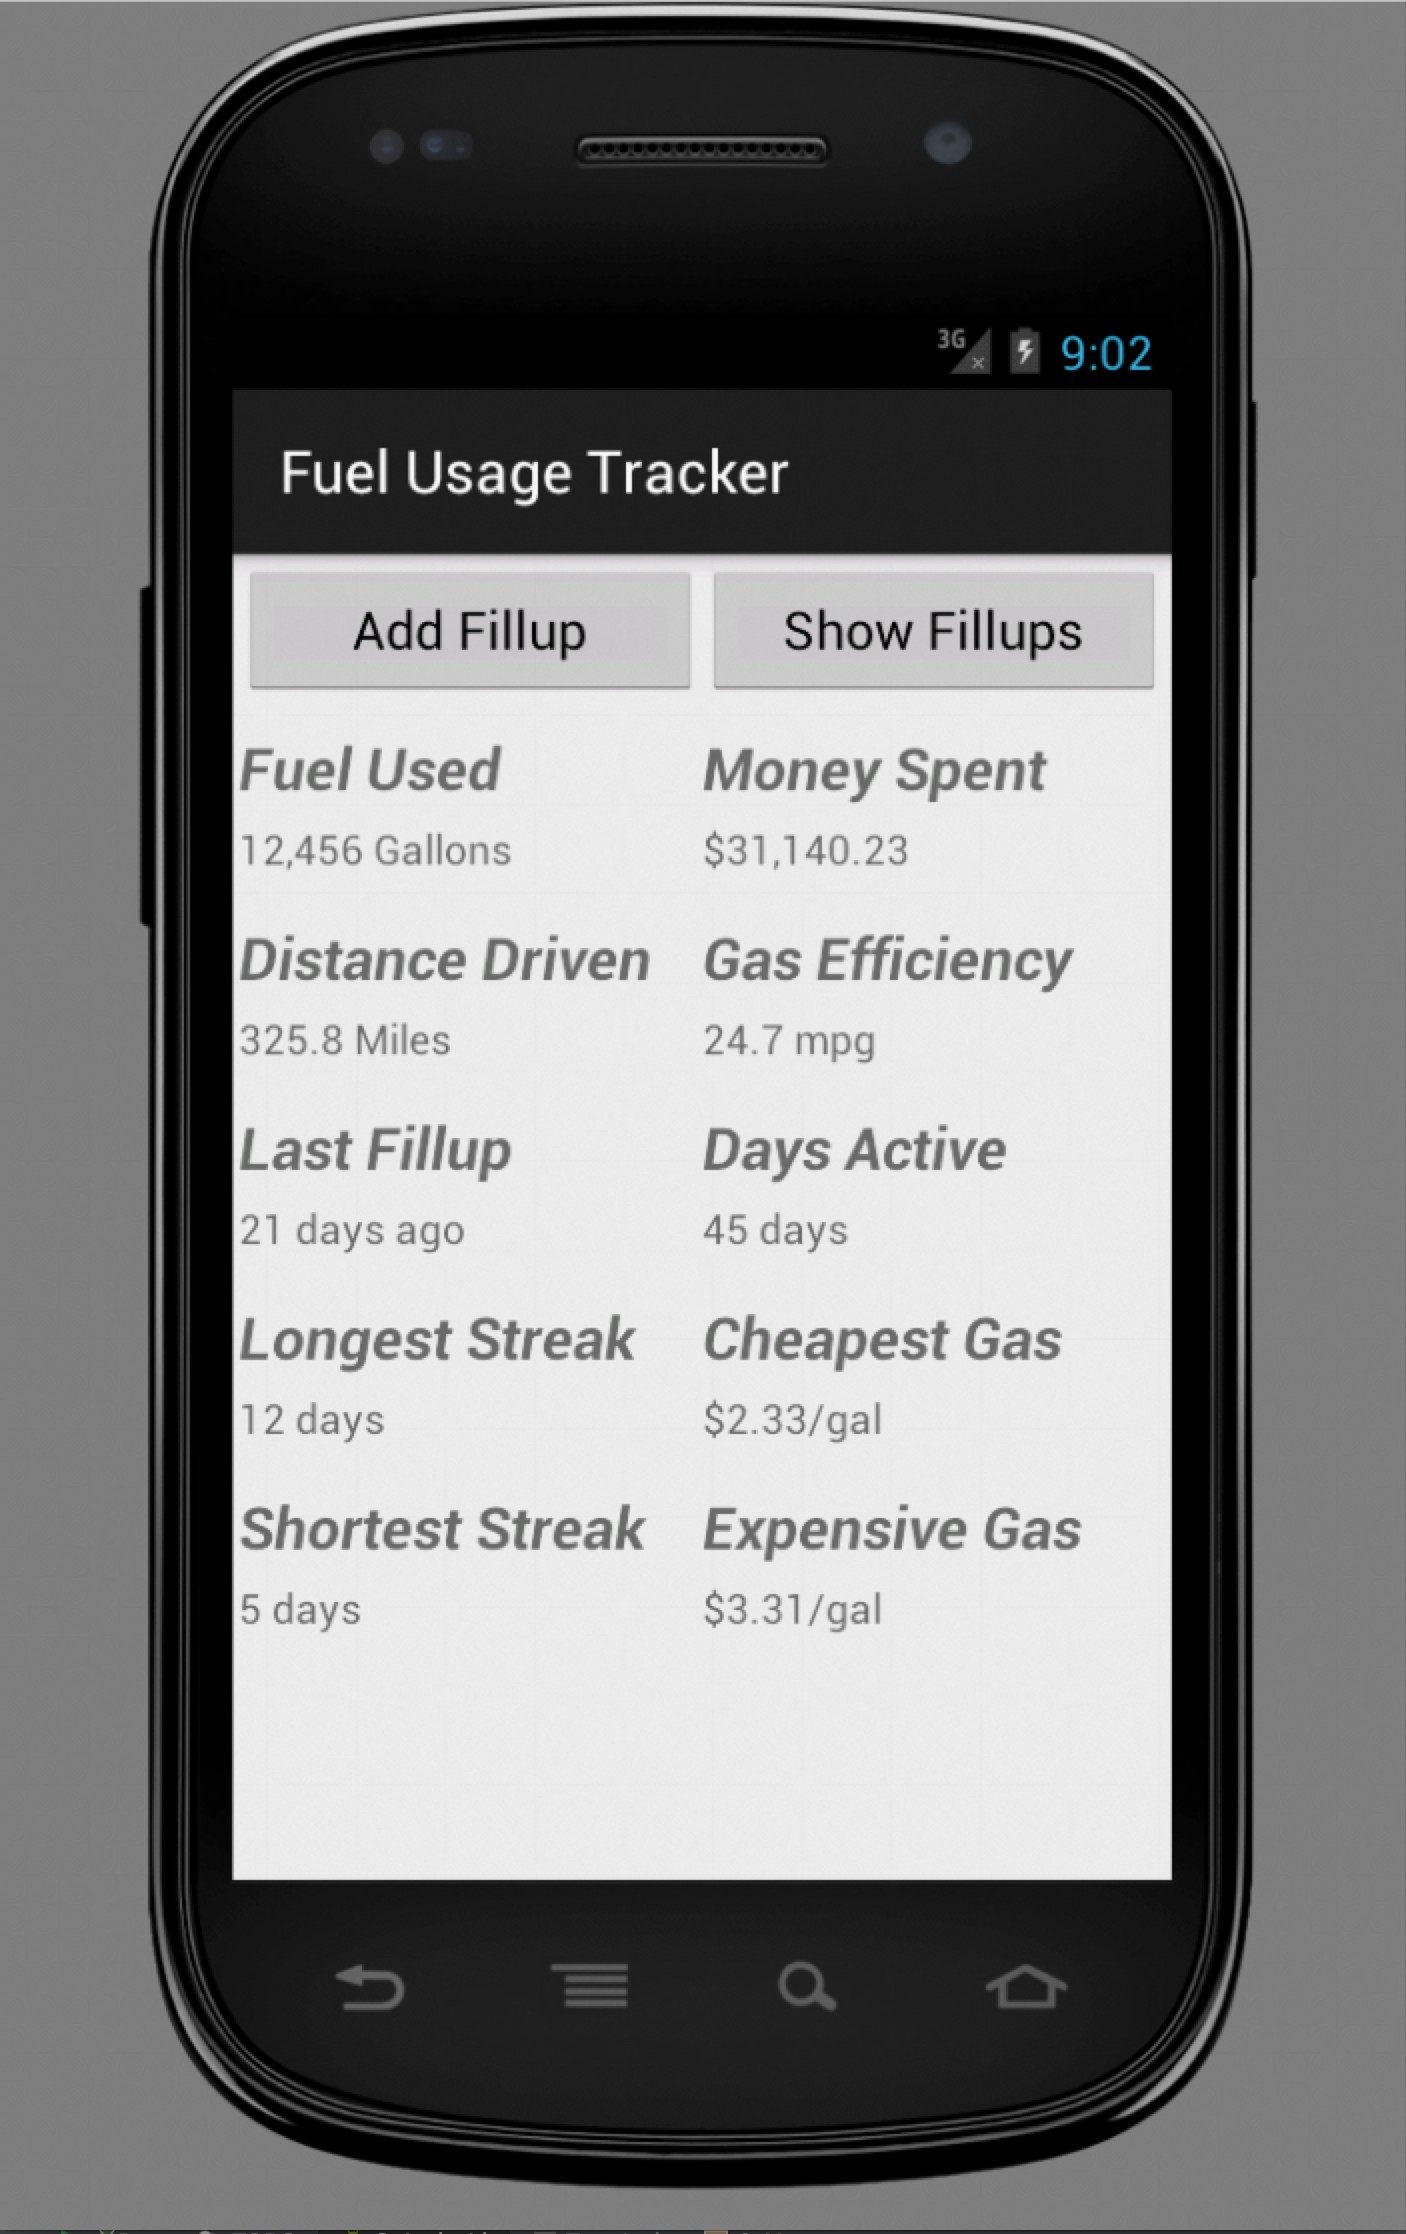 3G 9:02
Fuel Usage Tracker
Add Fillup Show Fillups
Fuel Used Money Spent
12,456 Gallons $31,140.23
Distance Driven Gas Efficiency
325.8 Miles 24.7 mpg
Last Fillup Days Active
21 days ago 45 days
Longest Streak Cheapest Gas
12 days $2.33/gal
Shortest Streak Expensive Gas
5 days $3.31/gal